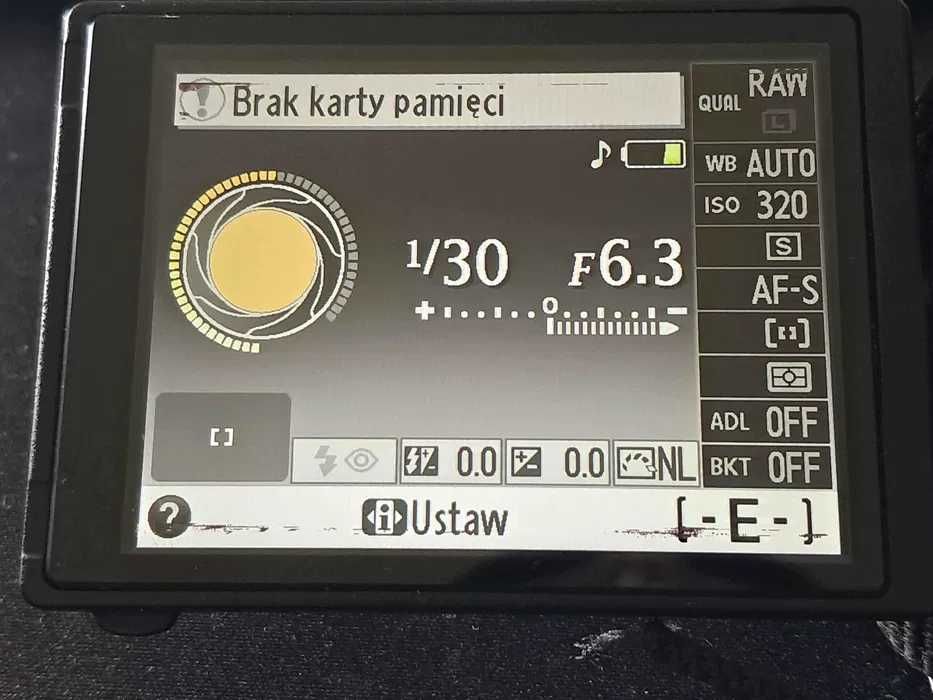 Brak karty pamięci
QUAL RAW
L
WB AUTO
ISO 320
S
1/30 F6.3
AF-S
+ 0 -
[ ]
ADL OFF
0.0 0.0 NL
BKT OFF
? i Ustaw [-E-]